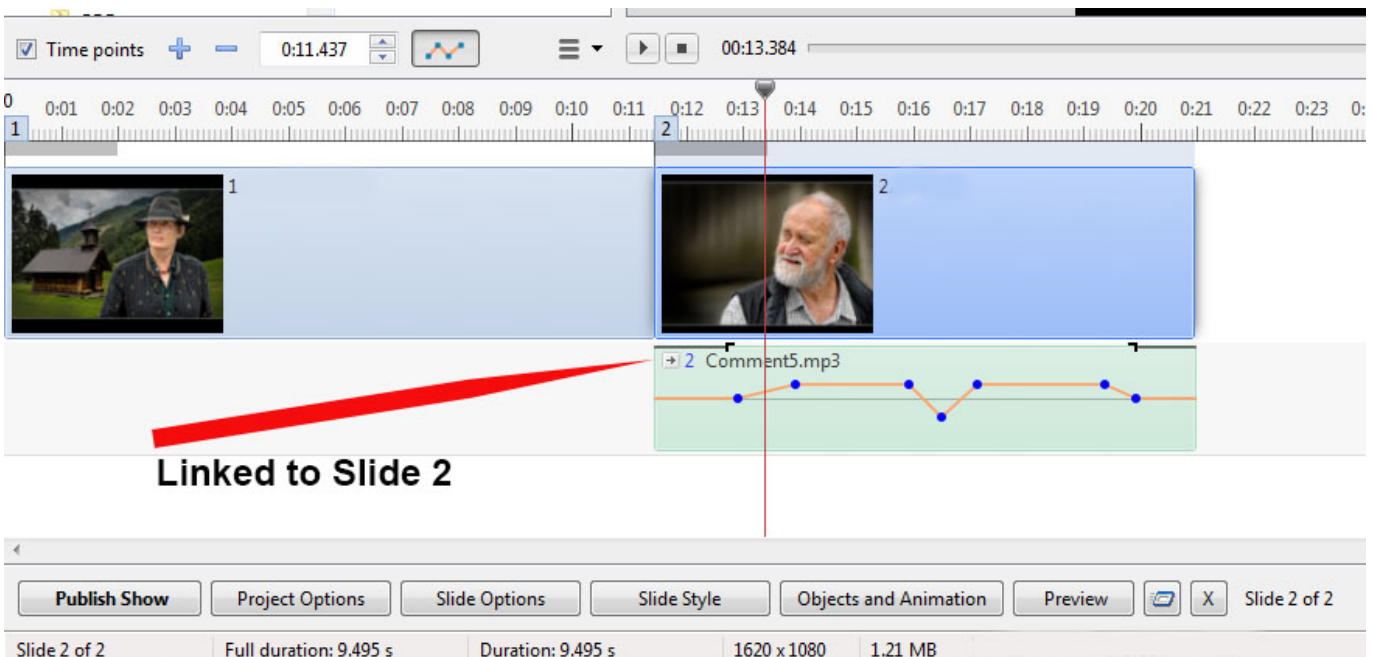 Time points
0:11.437
00:13.384
0 0:01 0:02 0:03 0:04 0:05 0:06 0:07 0:08 0:09 0:10 0:11 0:12 0:13 0:14 0:15 0:16 0:17 0:18 0:19 0:20 0:21 0:22 0:23 0:
1 2
1 2
2 Comment5.mp3
Linked to Slide 2
Publish Show Project Options Slide Options Slide Style Objects and Animation Preview X Slide 2 of 2
Slide 2 of 2 Full duration: 9.495 s Duration: 9.495 s 1620 x 1080 1.21 MB